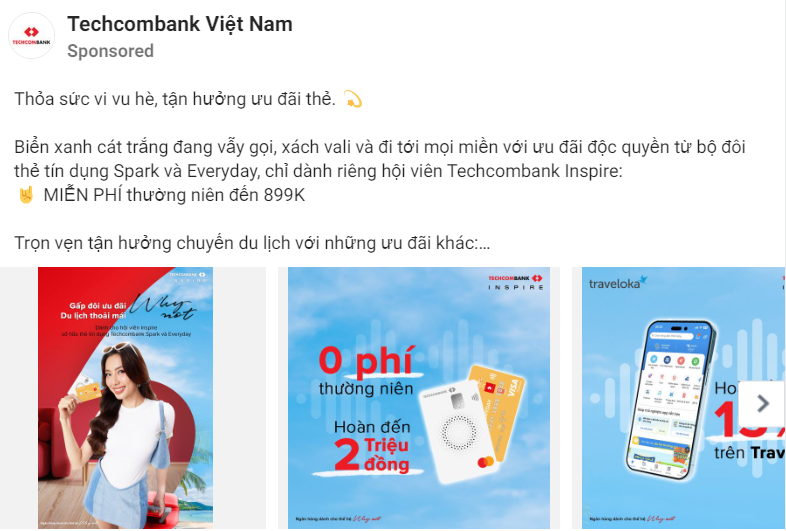 Techcombank Việt Nam
Sponsored
Thỏa sức vi vu hè, tận hưởng ưu đãi thẻ. 💫
Biển xanh cát trắng đang vẫy gọi, xách vali và đi tới mọi miền với ưu đãi độc quyền từ bộ đôi
thẻ tín dụng Spark và Everyday, chỉ dành riêng hội viên Techcombank Inspire:
🤘 MIỄN PHÍ thường niên đến 899K
Trọn vẹn tận hưởng chuyến du lịch với những ưu đãi khác:...
TECHCOMBANK
TECHCOMBANK
INSPIRE
Gấp đôi ưu đãi
Du lịch thoải mái
Why not
Dành cho hội viên Inspire
sở hữu thẻ tín dụng Techcombank Spark và Everyday
TECHCOMBANK
INSPIRE
0 phí
thường niên
Hoàn đến
2 Triệu
đồng
TECHCOMBANK
VISA
Ngân hàng dành cho thế hệ Why not
traveloka
trên Trav
Ngân hàng dành cho thế hệ Why not